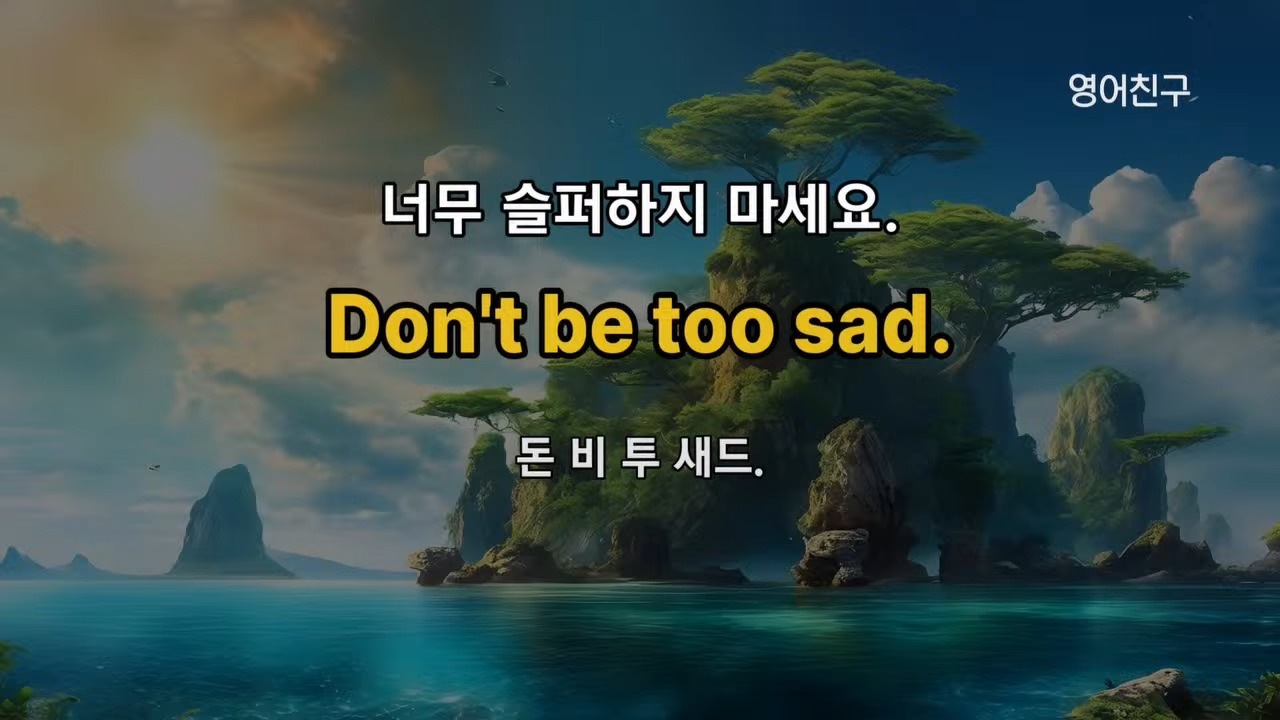 영어친구
너무 슬퍼하지 마세요.
Don't be too sad.
돈 비 투 새드.